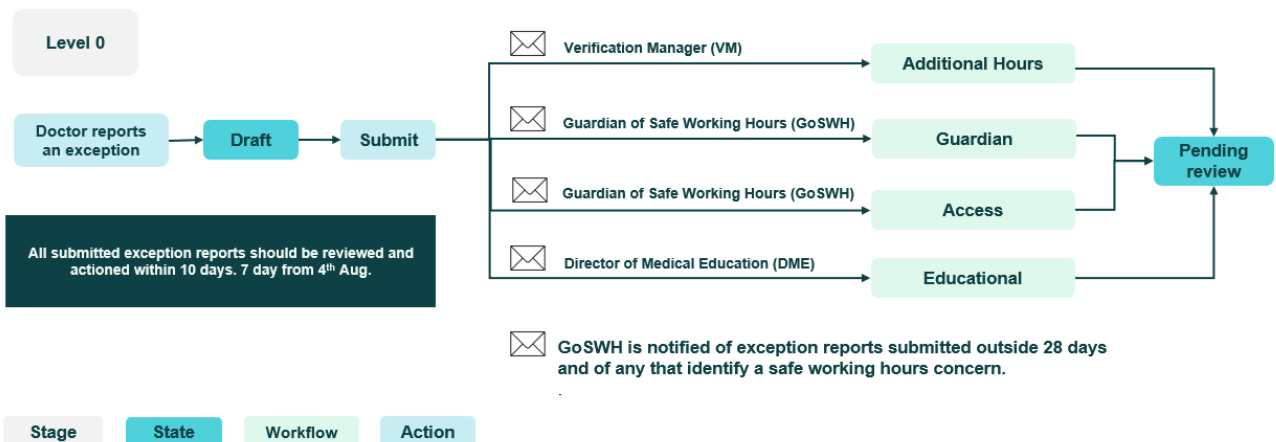 Level 0
Verification Manager (VM)
Additional Hours
Doctor reports
an exception
Draft
Submit
Guardian of Safe Working Hours (GoSWH)
Guardian
Pending
review
Guardian of Safe Working Hours (GoSWH)
Access
All submitted exception reports should be reviewed and
actioned within 10 days. 7 day from 4th Aug.
Director of Medical Education (DME)
Educational
GoSWH is notified of exception reports submitted outside 28 days
and of any that identify a safe working hours concern.
.
Stage
State
Workflow
Action